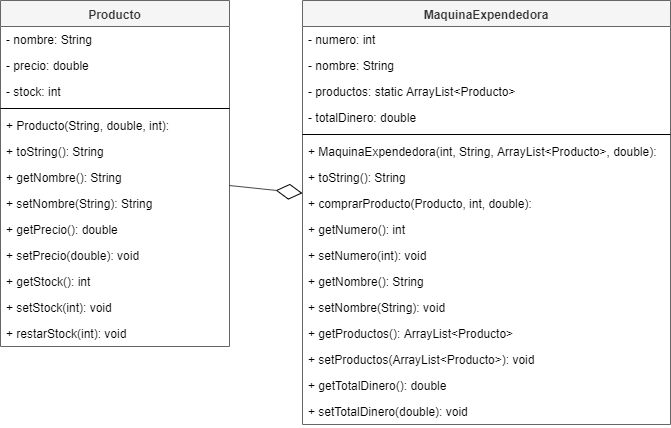 Producto
- nombre: String
- precio: double
- stock: int
+ Producto(String, double, int):
+ toString(): String
+ getNombre(): String
+ setNombre(String): String
+ getPrecio(): double
+ setPrecio(double): void
+ getStock(): int
+ setStock(int): void
+ restarStock(int): void
MaquinaExpendedora
- numero: int
- nombre: String
- productos: static ArrayList<Producto>
- totalDinero: double
+ MaquinaExpendedora(int, String, ArrayList<Producto>, double):
+ toString(): String
+ comprarProducto(Producto, int, double):
+ getNumero(): int
+ setNumero(int): void
+ getNombre(): String
+ setNombre(String): void
+ getProductos(): ArrayList<Producto>
+ setProductos(ArrayList<Producto>): void
+ getTotalDinero(): double
+ setTotalDinero(double): void